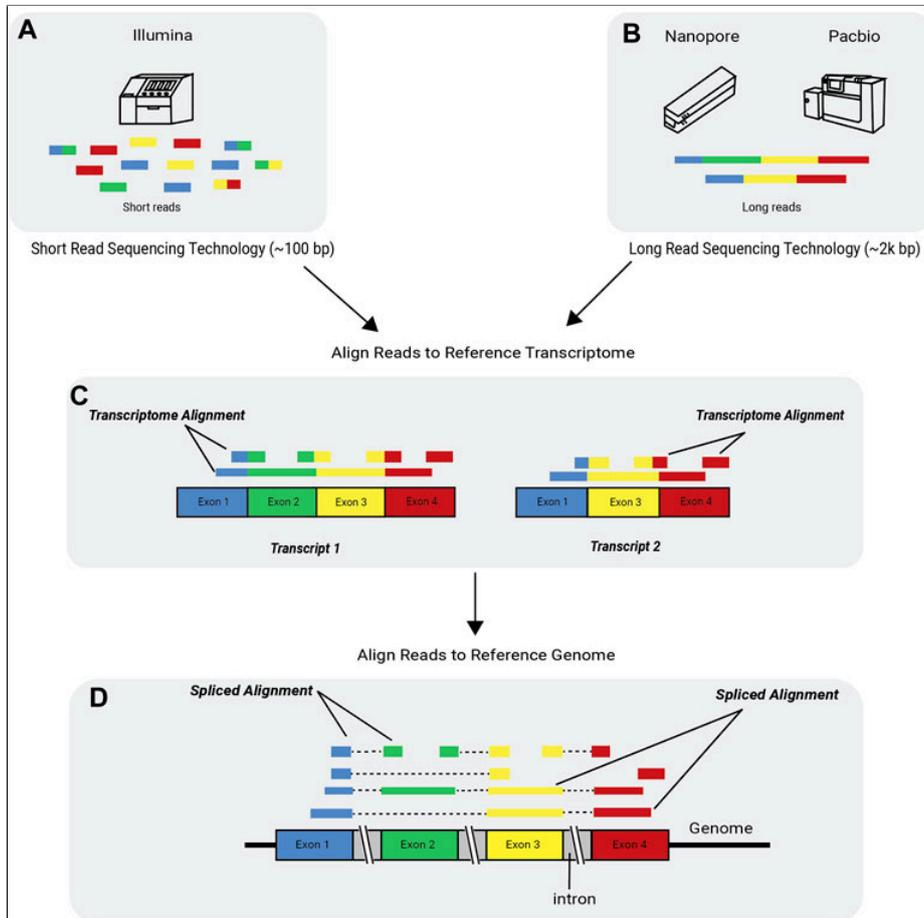 A
Illumina
Short reads
Short Read Sequencing Technology (~100 bp)
B
Nanopore
Pacbio
Long reads
Long Read Sequencing Technology (~2k bp)
Align Reads to Reference Transcriptome
C
Transcriptome Alignment
Transcriptome Alignment
Exon 1
Exon 2
Exon 3
Exon 4
Exon 1
Exon 3
Exon 4
Transcript 1
Transcript 2
Align Reads to Reference Genome
D
Spliced Alignment
Spliced Alignment
Genome
Exon 1
Exon 2
Exon 3
Exon 4
intron